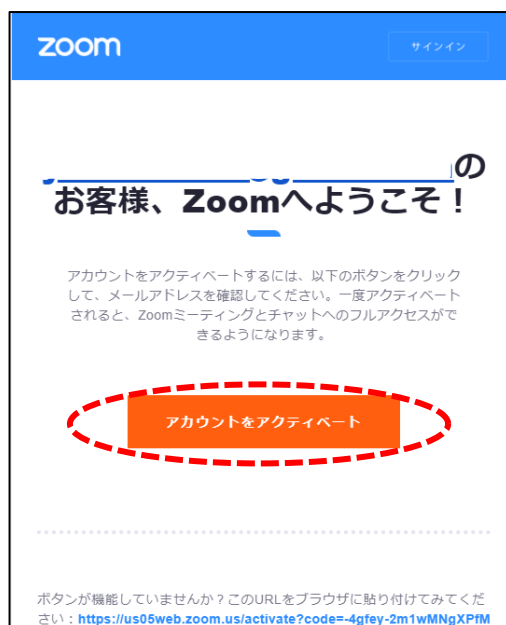 zoom
サインイン
の
お客様、Zoomへようこそ！
アカウントをアクティベートするには、以下のボタンをクリック
して、メールアドレスを確認してください。一度アクティベート
されると、Zoomミーティングとチャットへのフルアクセスがで
きるようになります。
アカウントをアクティベート
ボタンが機能していませんか？このURLをブラウザに貼り付けてみてくだ
さい：https://us05web.zoom.us/activate?code=-4gfey-2m1wMNgXPfM